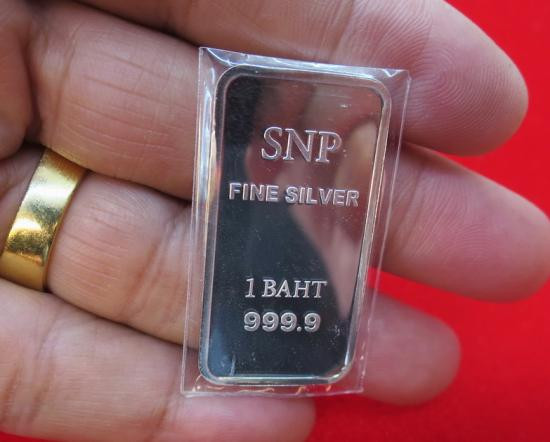 SNP
FINE SILVER
1 BAHT
999.9